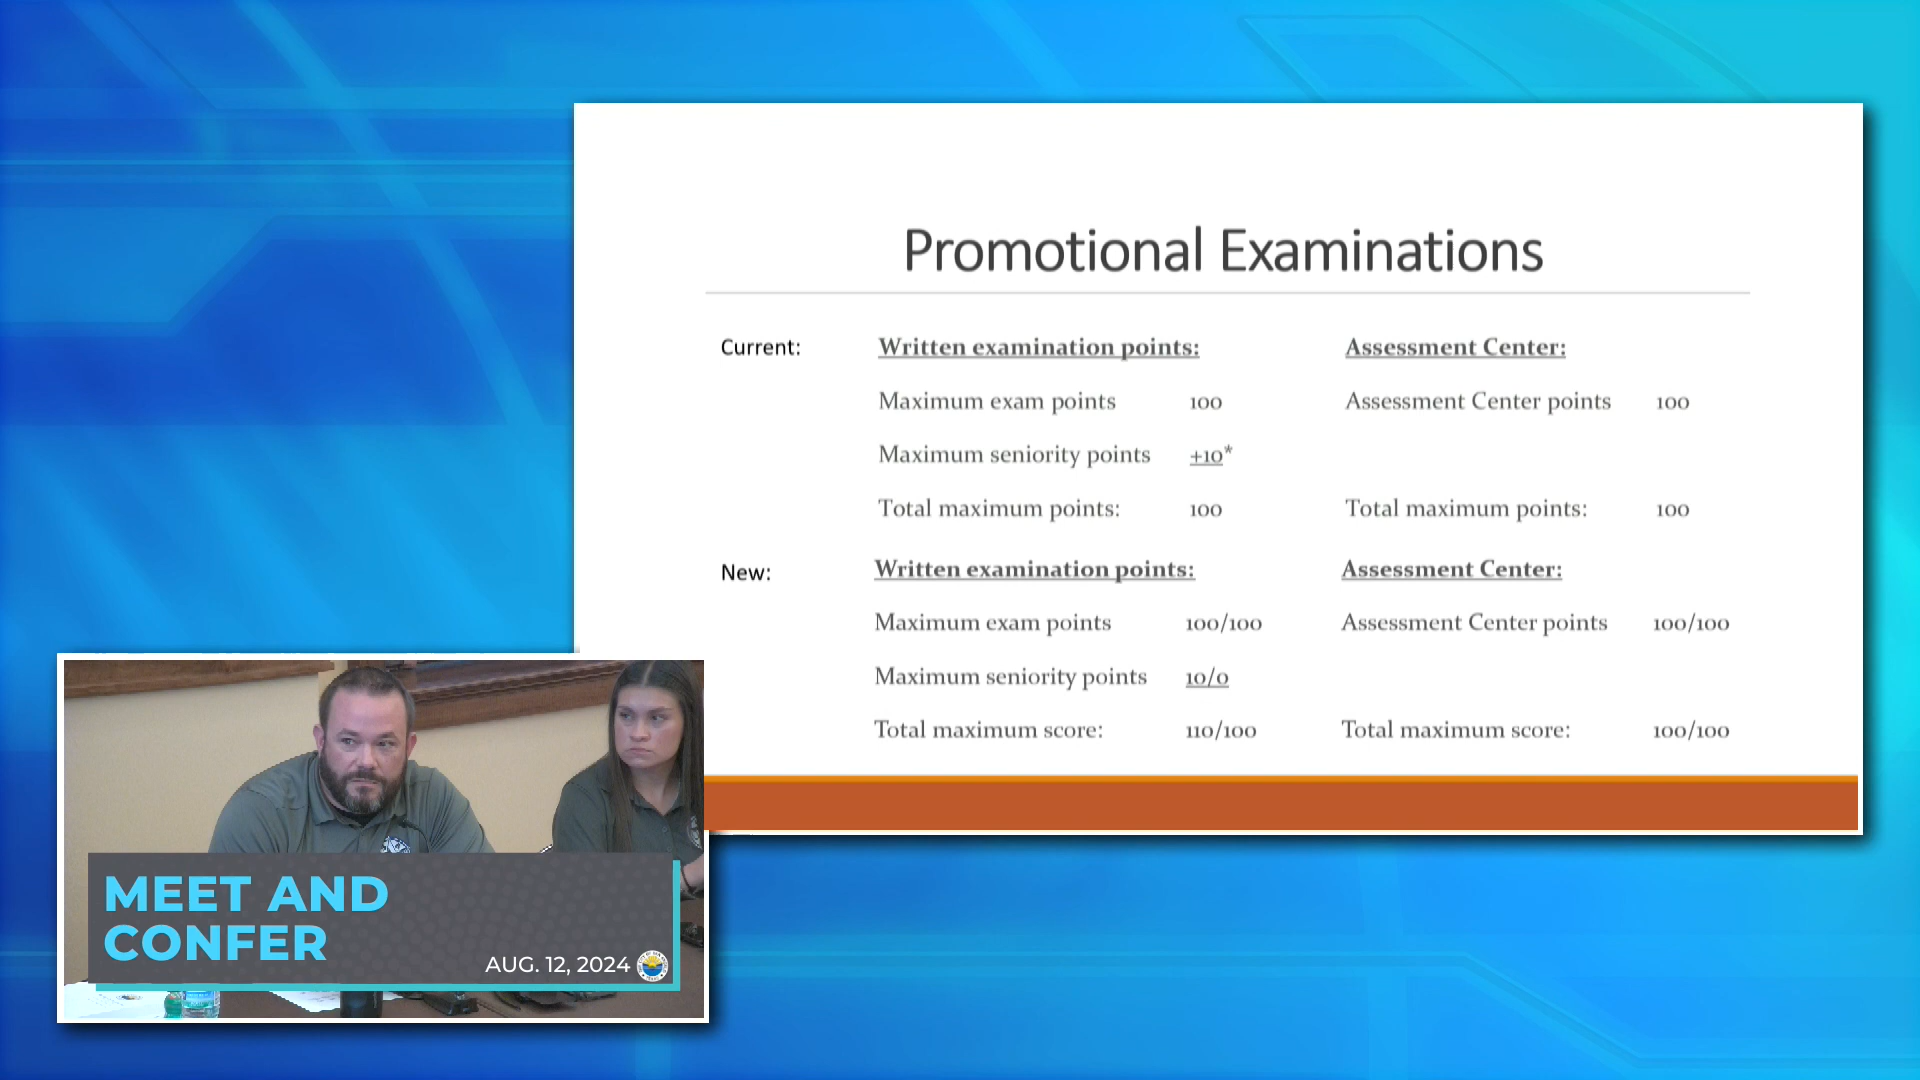 Promotional Examinations
Current: Written examination points: Assessment Center:
Maximum exam points 100 Assessment Center points 100
Maximum seniority points +10*
Total maximum points: 100 Total maximum points: 100
New: Written examination points: Assessment Center:
Maximum exam points 100/100 Assessment Center points 100/100
Maximum seniority points 10/0
Total maximum score: 110/100 Total maximum score: 100/100
MEET AND
CONFER
AUG. 12, 2024